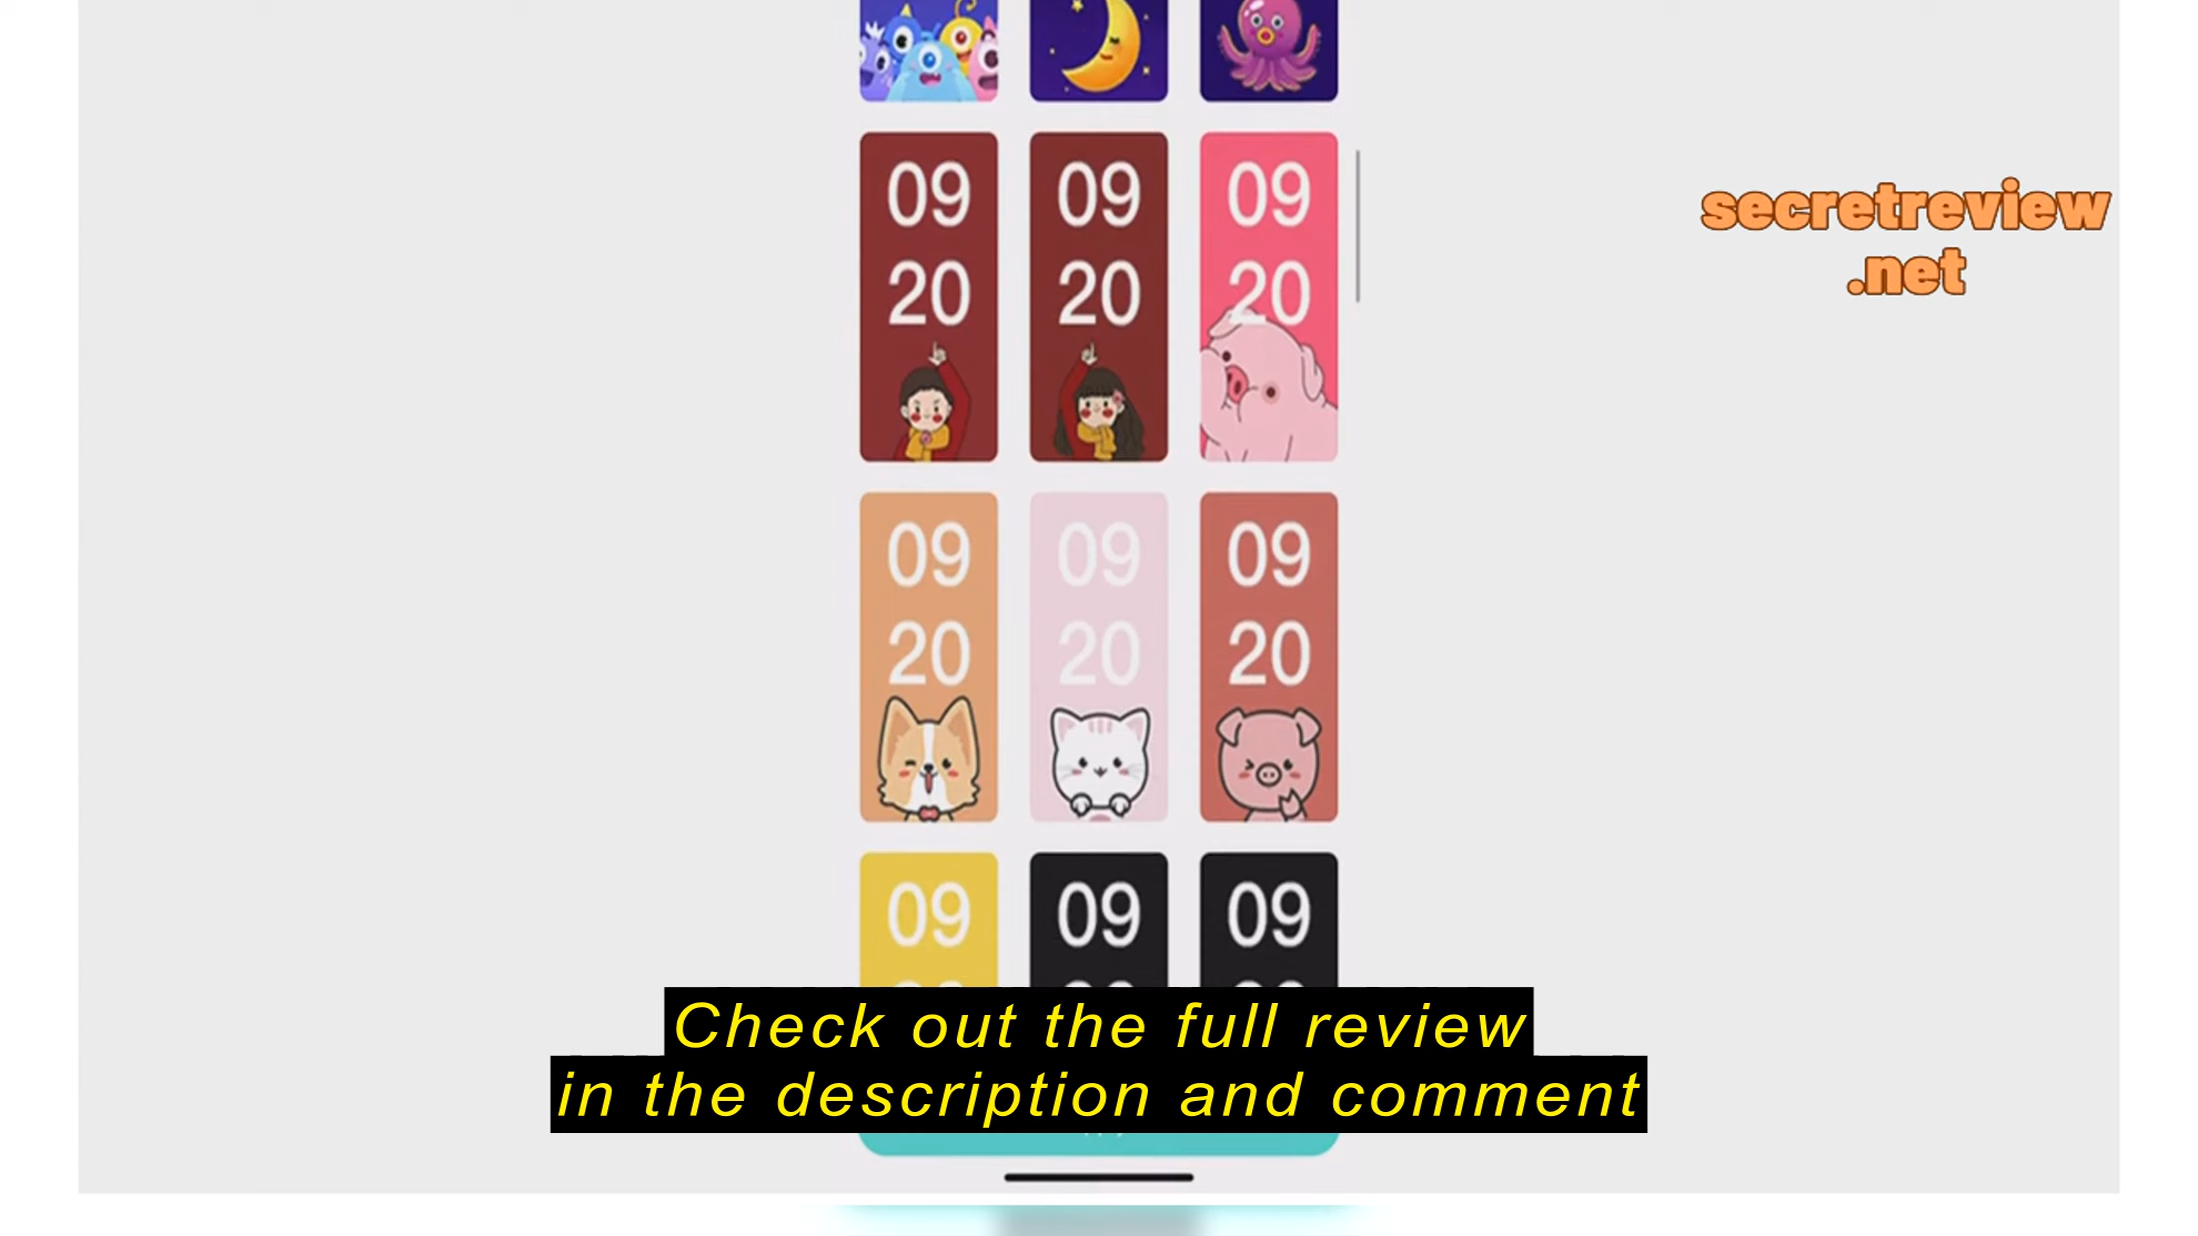 secretreview
.net
09 09 09
20 20 20
09 09 09
20 20 20
09 09 09
Check out the full review
in the description and comment